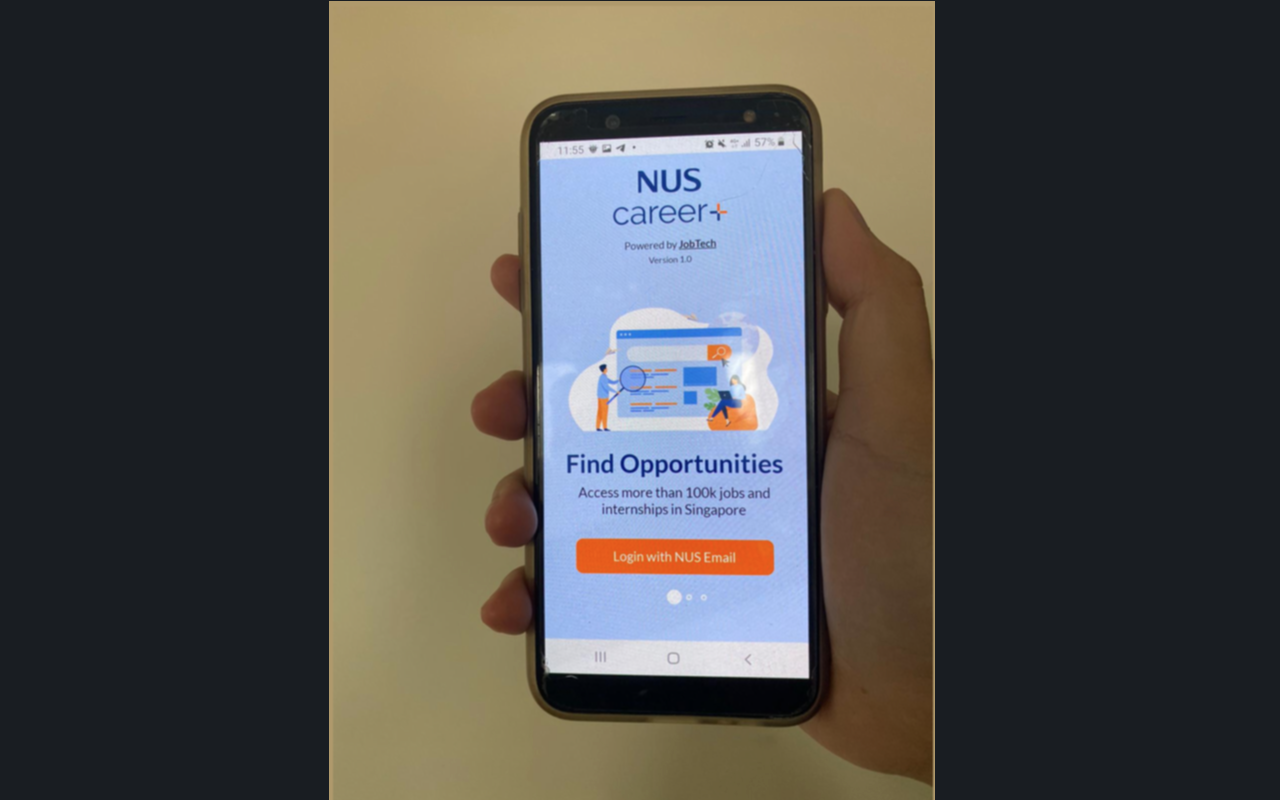 11:55 57%
NUS
career+
Powered by JobTech
Version 1.0
Find Opportunities
Access more than 100k jobs and
internships in Singapore
Login with NUS Email